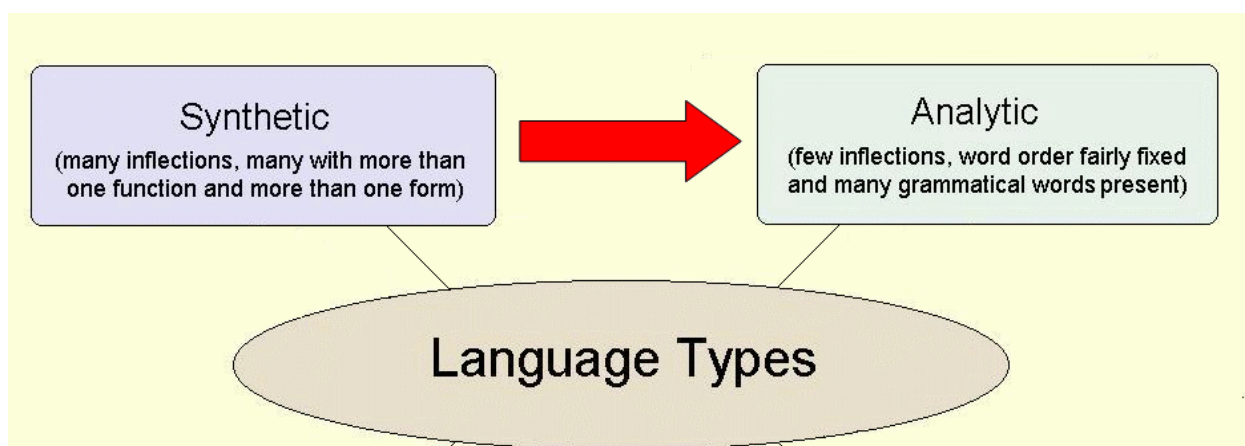 Synthetic
(many inflections, many with more than
one function and more than one form)
Analytic
(few inflections, word order fairly fixed
and many grammatical words present)
Language Types